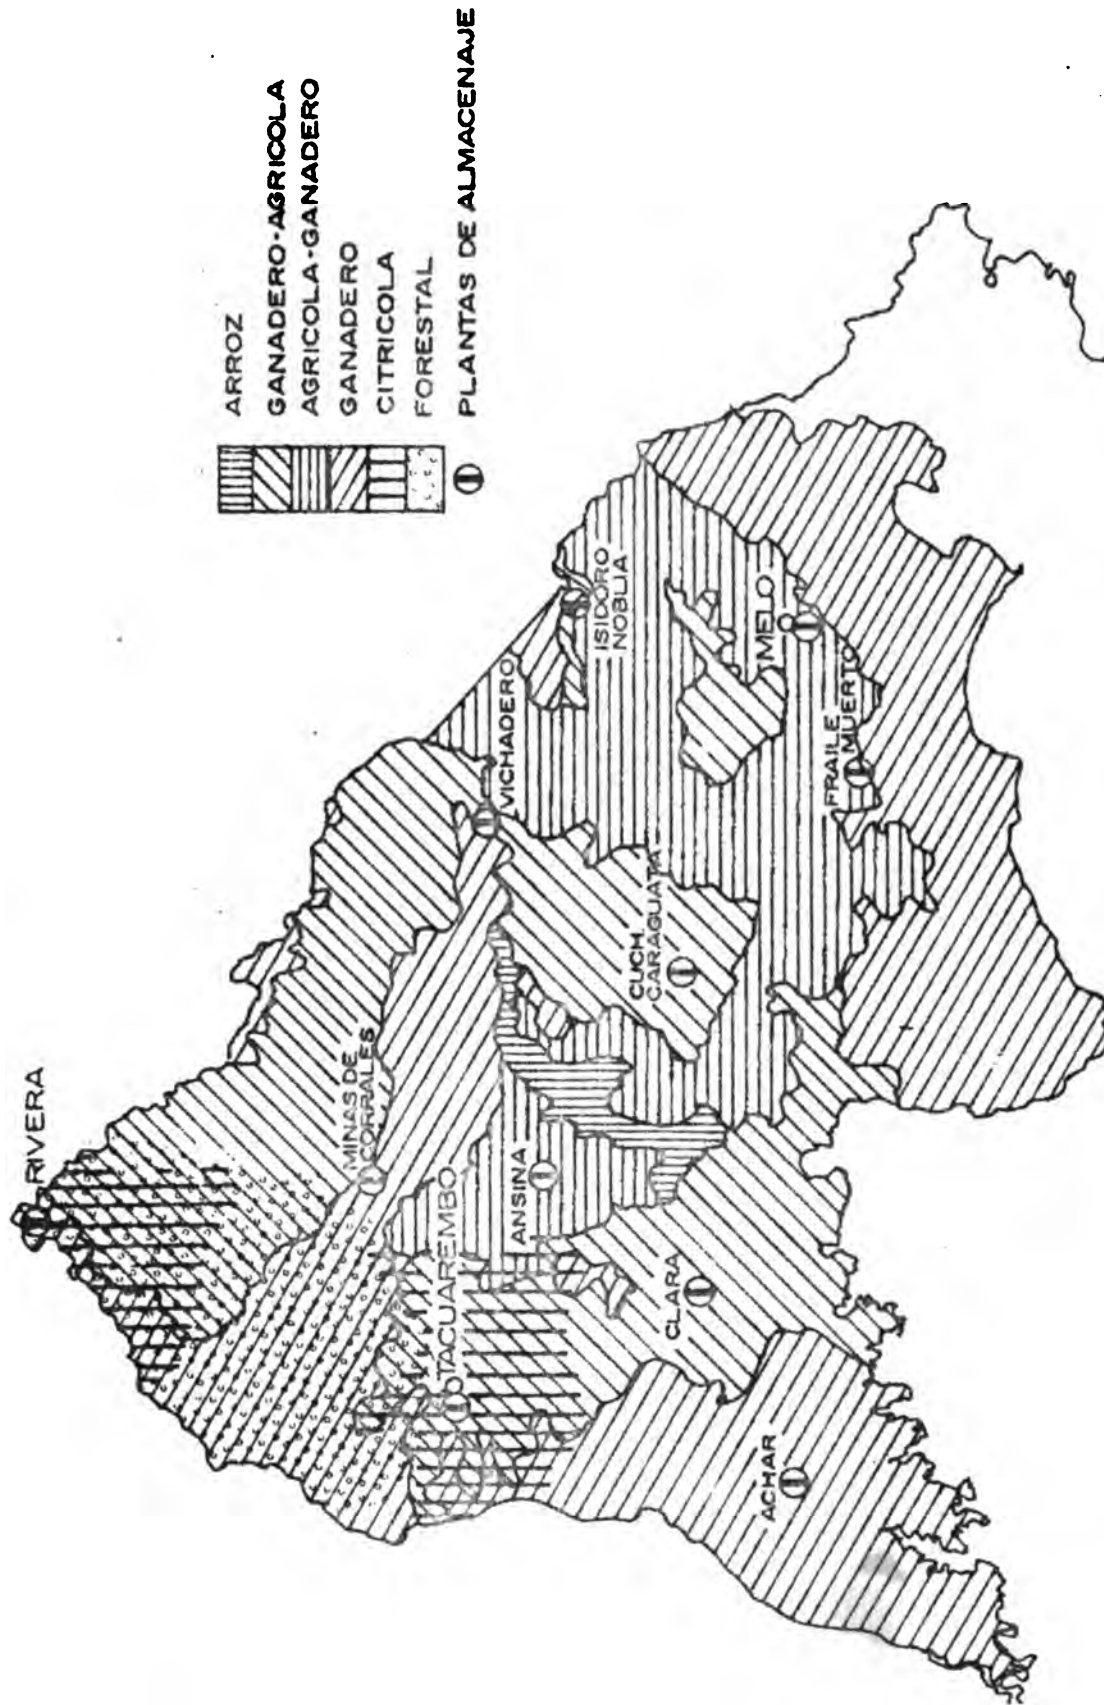 ARROZ
GANADERO-AGRICOLA
AGRICOLA-GANADERO
GANADERO
CITRICOLA
FORESTAL
PLANTAS DE ALMACENAJE
RIVERA
MINAS DE
CORRALES
VICHADERO
TACUAREMBO
ANSINA
ISIDORO
NOBLIA
CUCH.
CARAGUATA
CLARA
MELO
ACHAR
FRAILE
MUERTO